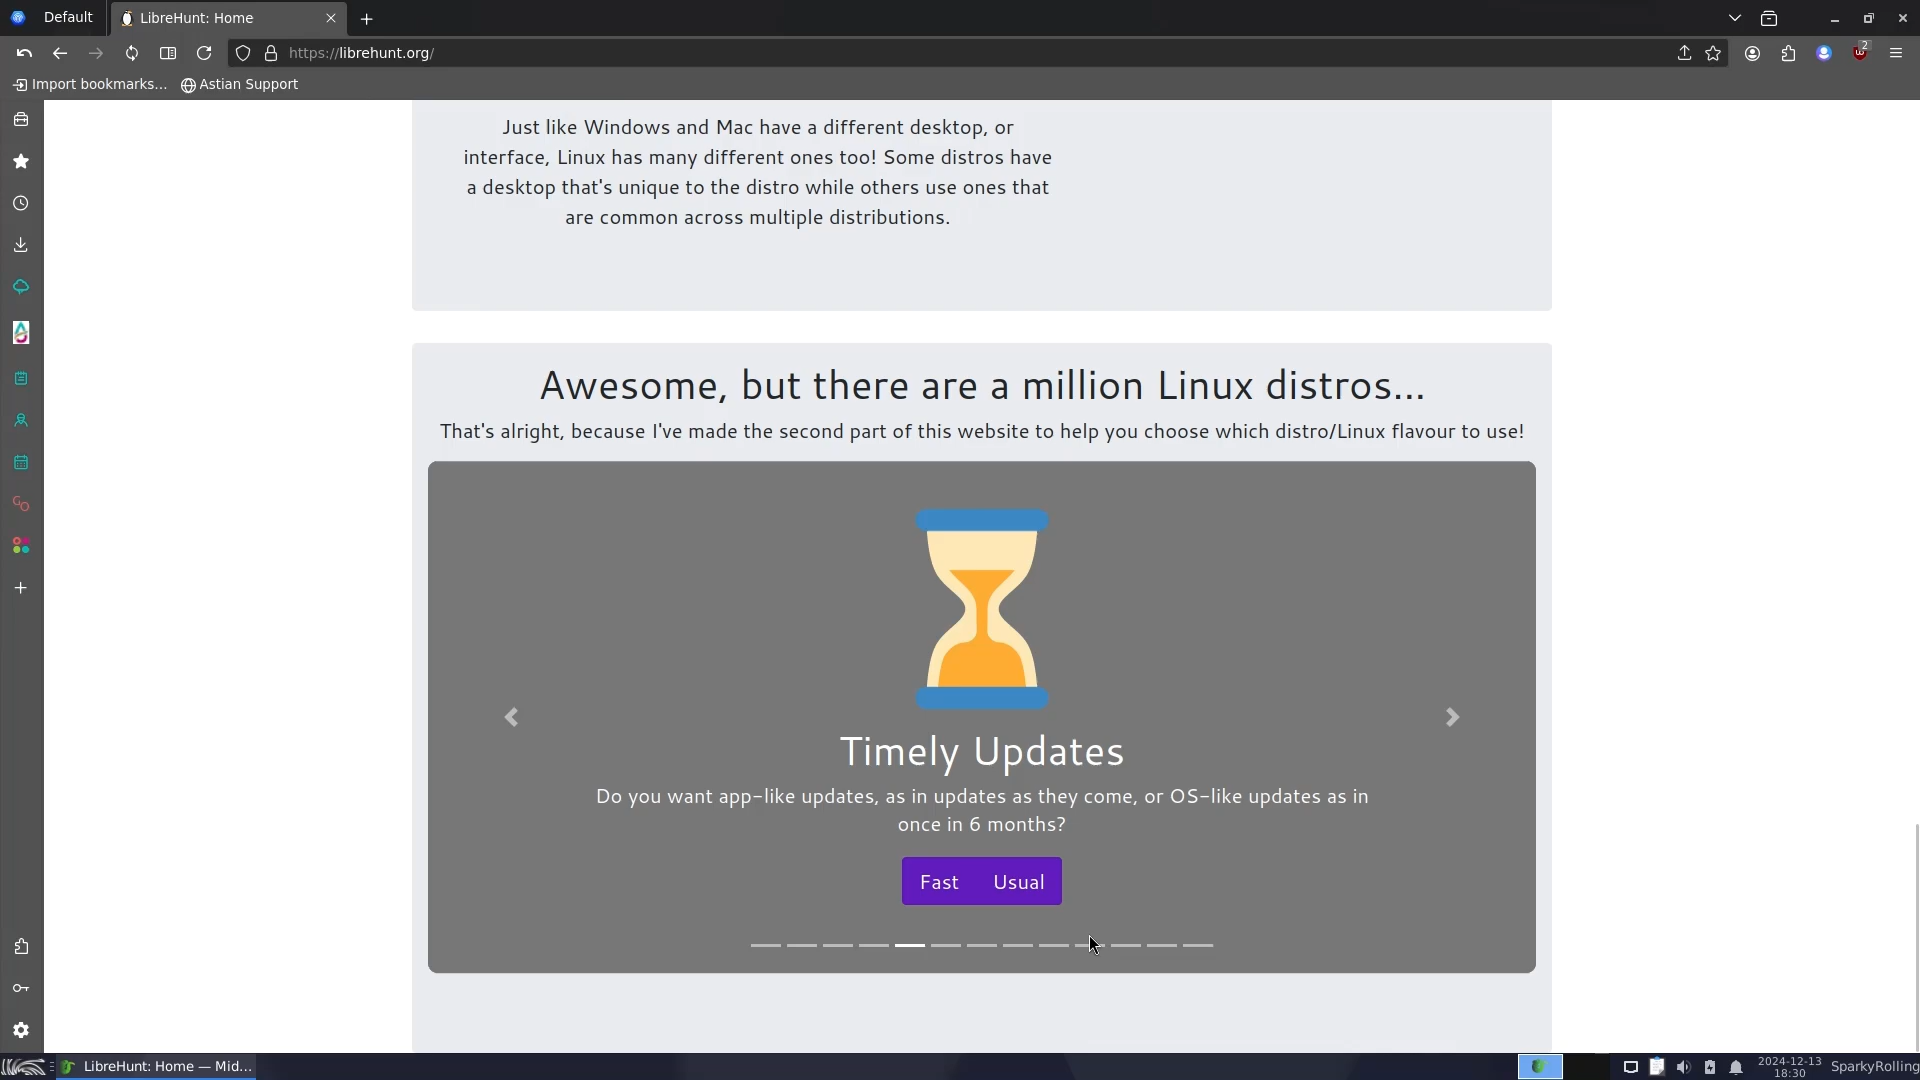 Default
LibreHunt: Home
https://librehunt.org/
2
Import bookmarks...
Astian Support
Just like Windows and Mac have a different desktop, or
interface, Linux has many different ones too! Some distros have
a desktop that's unique to the distro while others use ones that
are common across multiple distributions.
Awesome, but there are a million Linux distros...
That's alright, because I've made the second part of this website to help you choose which distro/Linux flavour to use!
Timely Updates
Do you want app-like updates, as in updates as they come, or OS-like updates as in
once in 6 months?
Fast
Usual
LibreHunt: Home — Mid...
2024-12-13
18:30
SparkyRolling